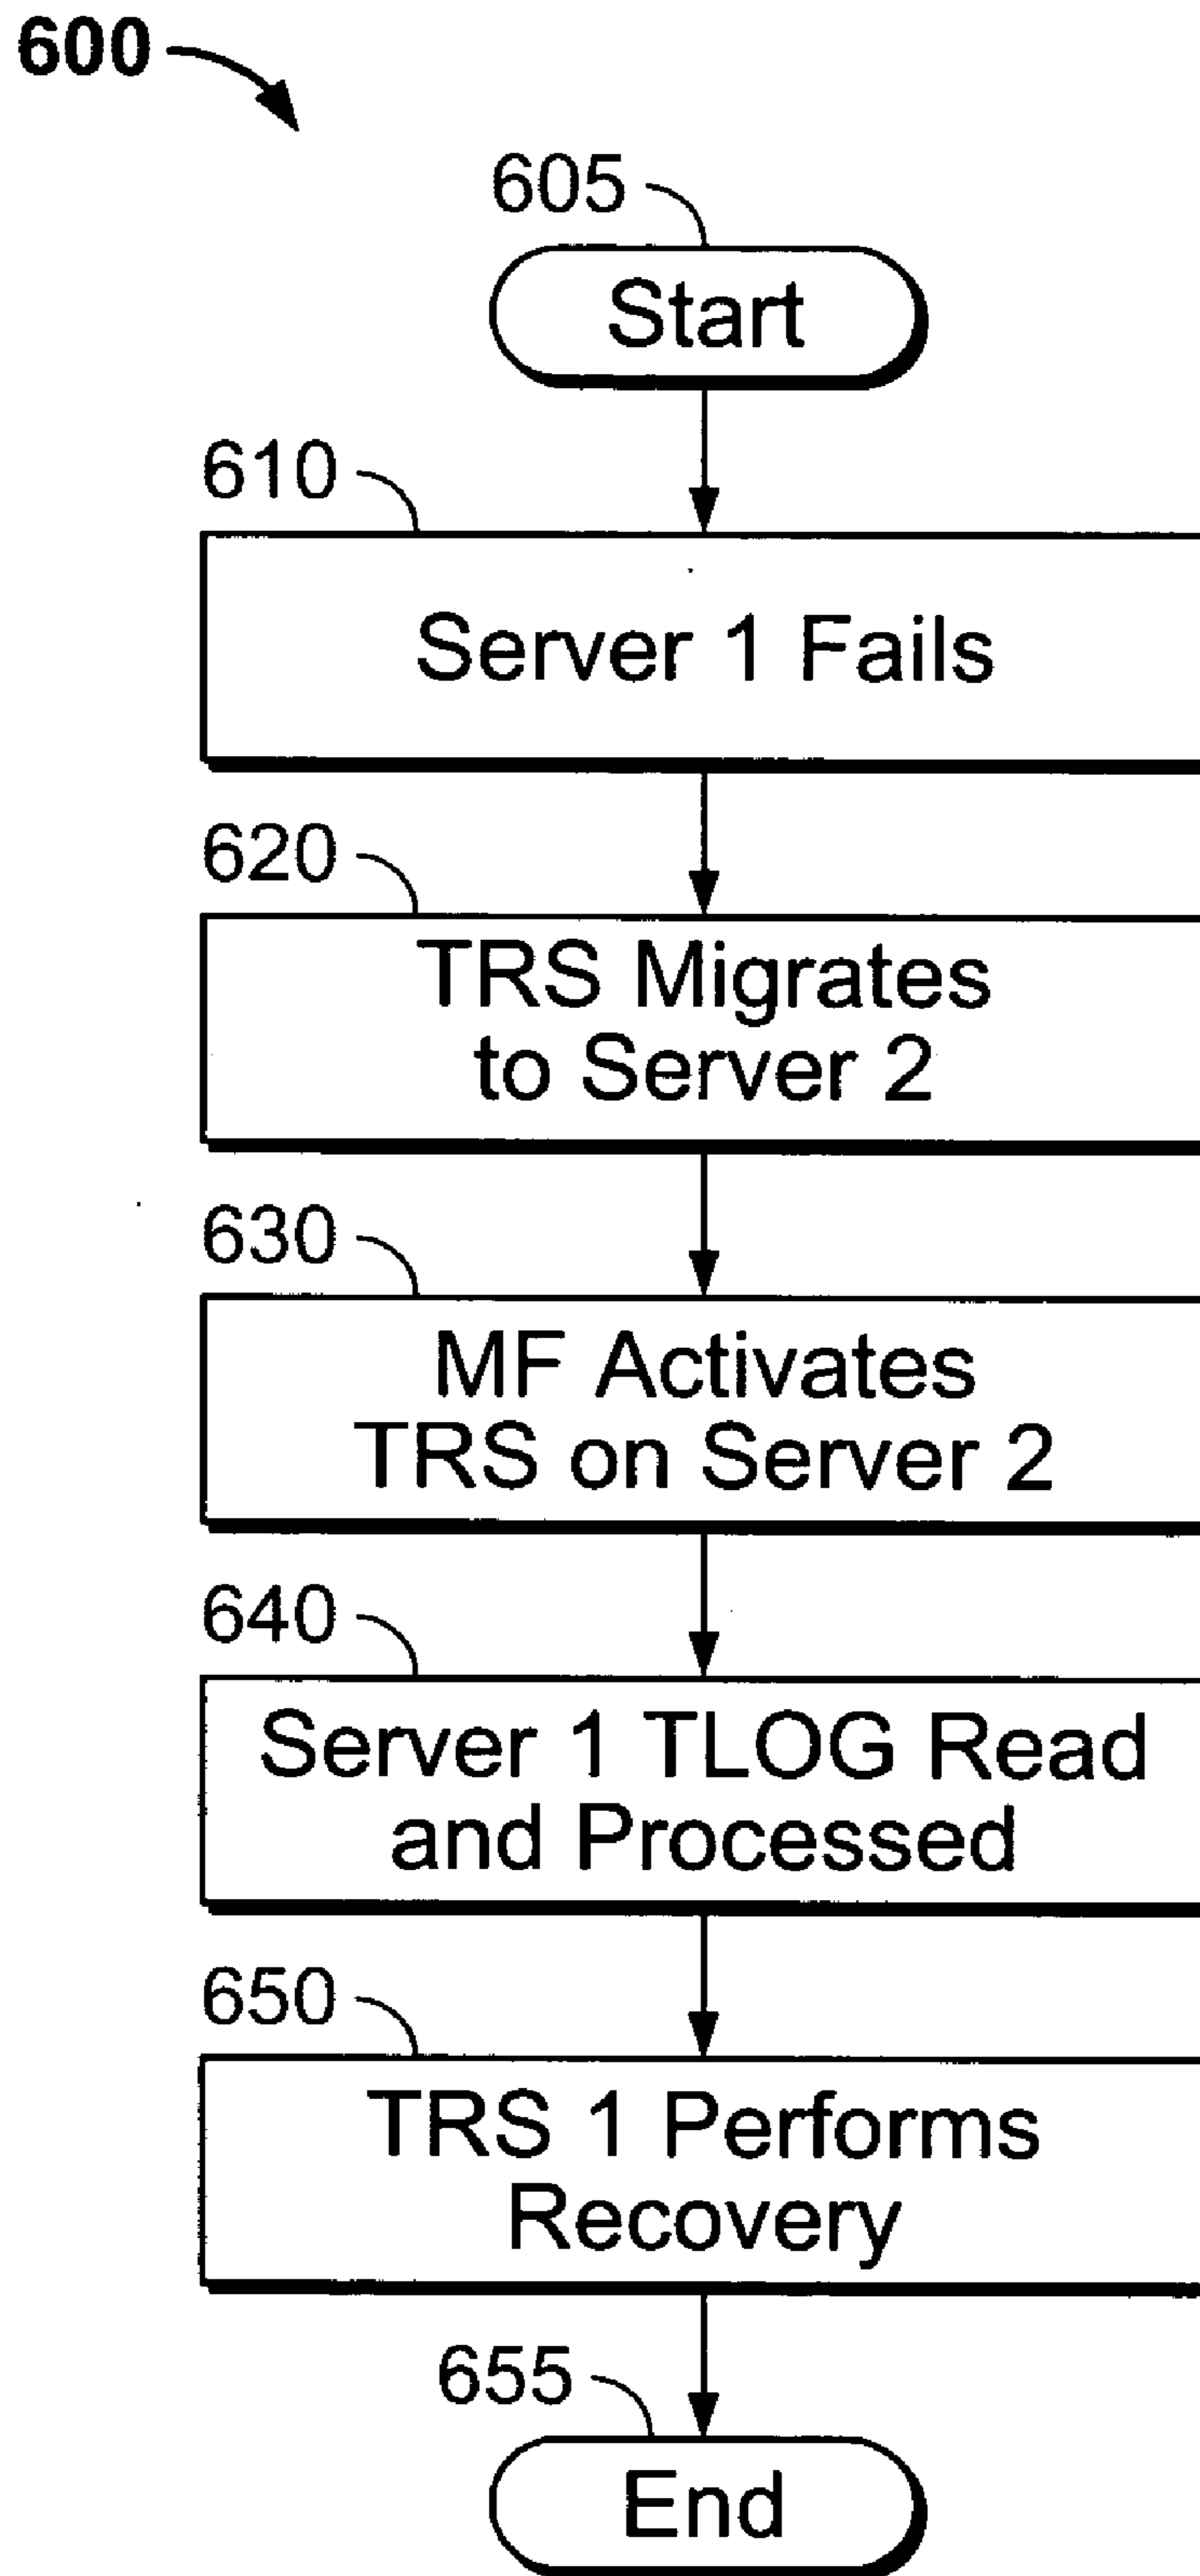 600
605
Start
610
Server 1 Fails
620
TRS Migrates
to Server 2
630
MF Activates
TRS on Server 2
640
Server 1 TLOG Read
and Processed
650
TRS 1 Performs
Recovery
655
End